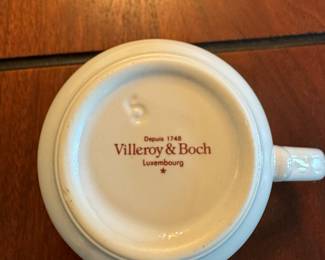 Depuis 1748
Villeroy & Boch
Luxembourg